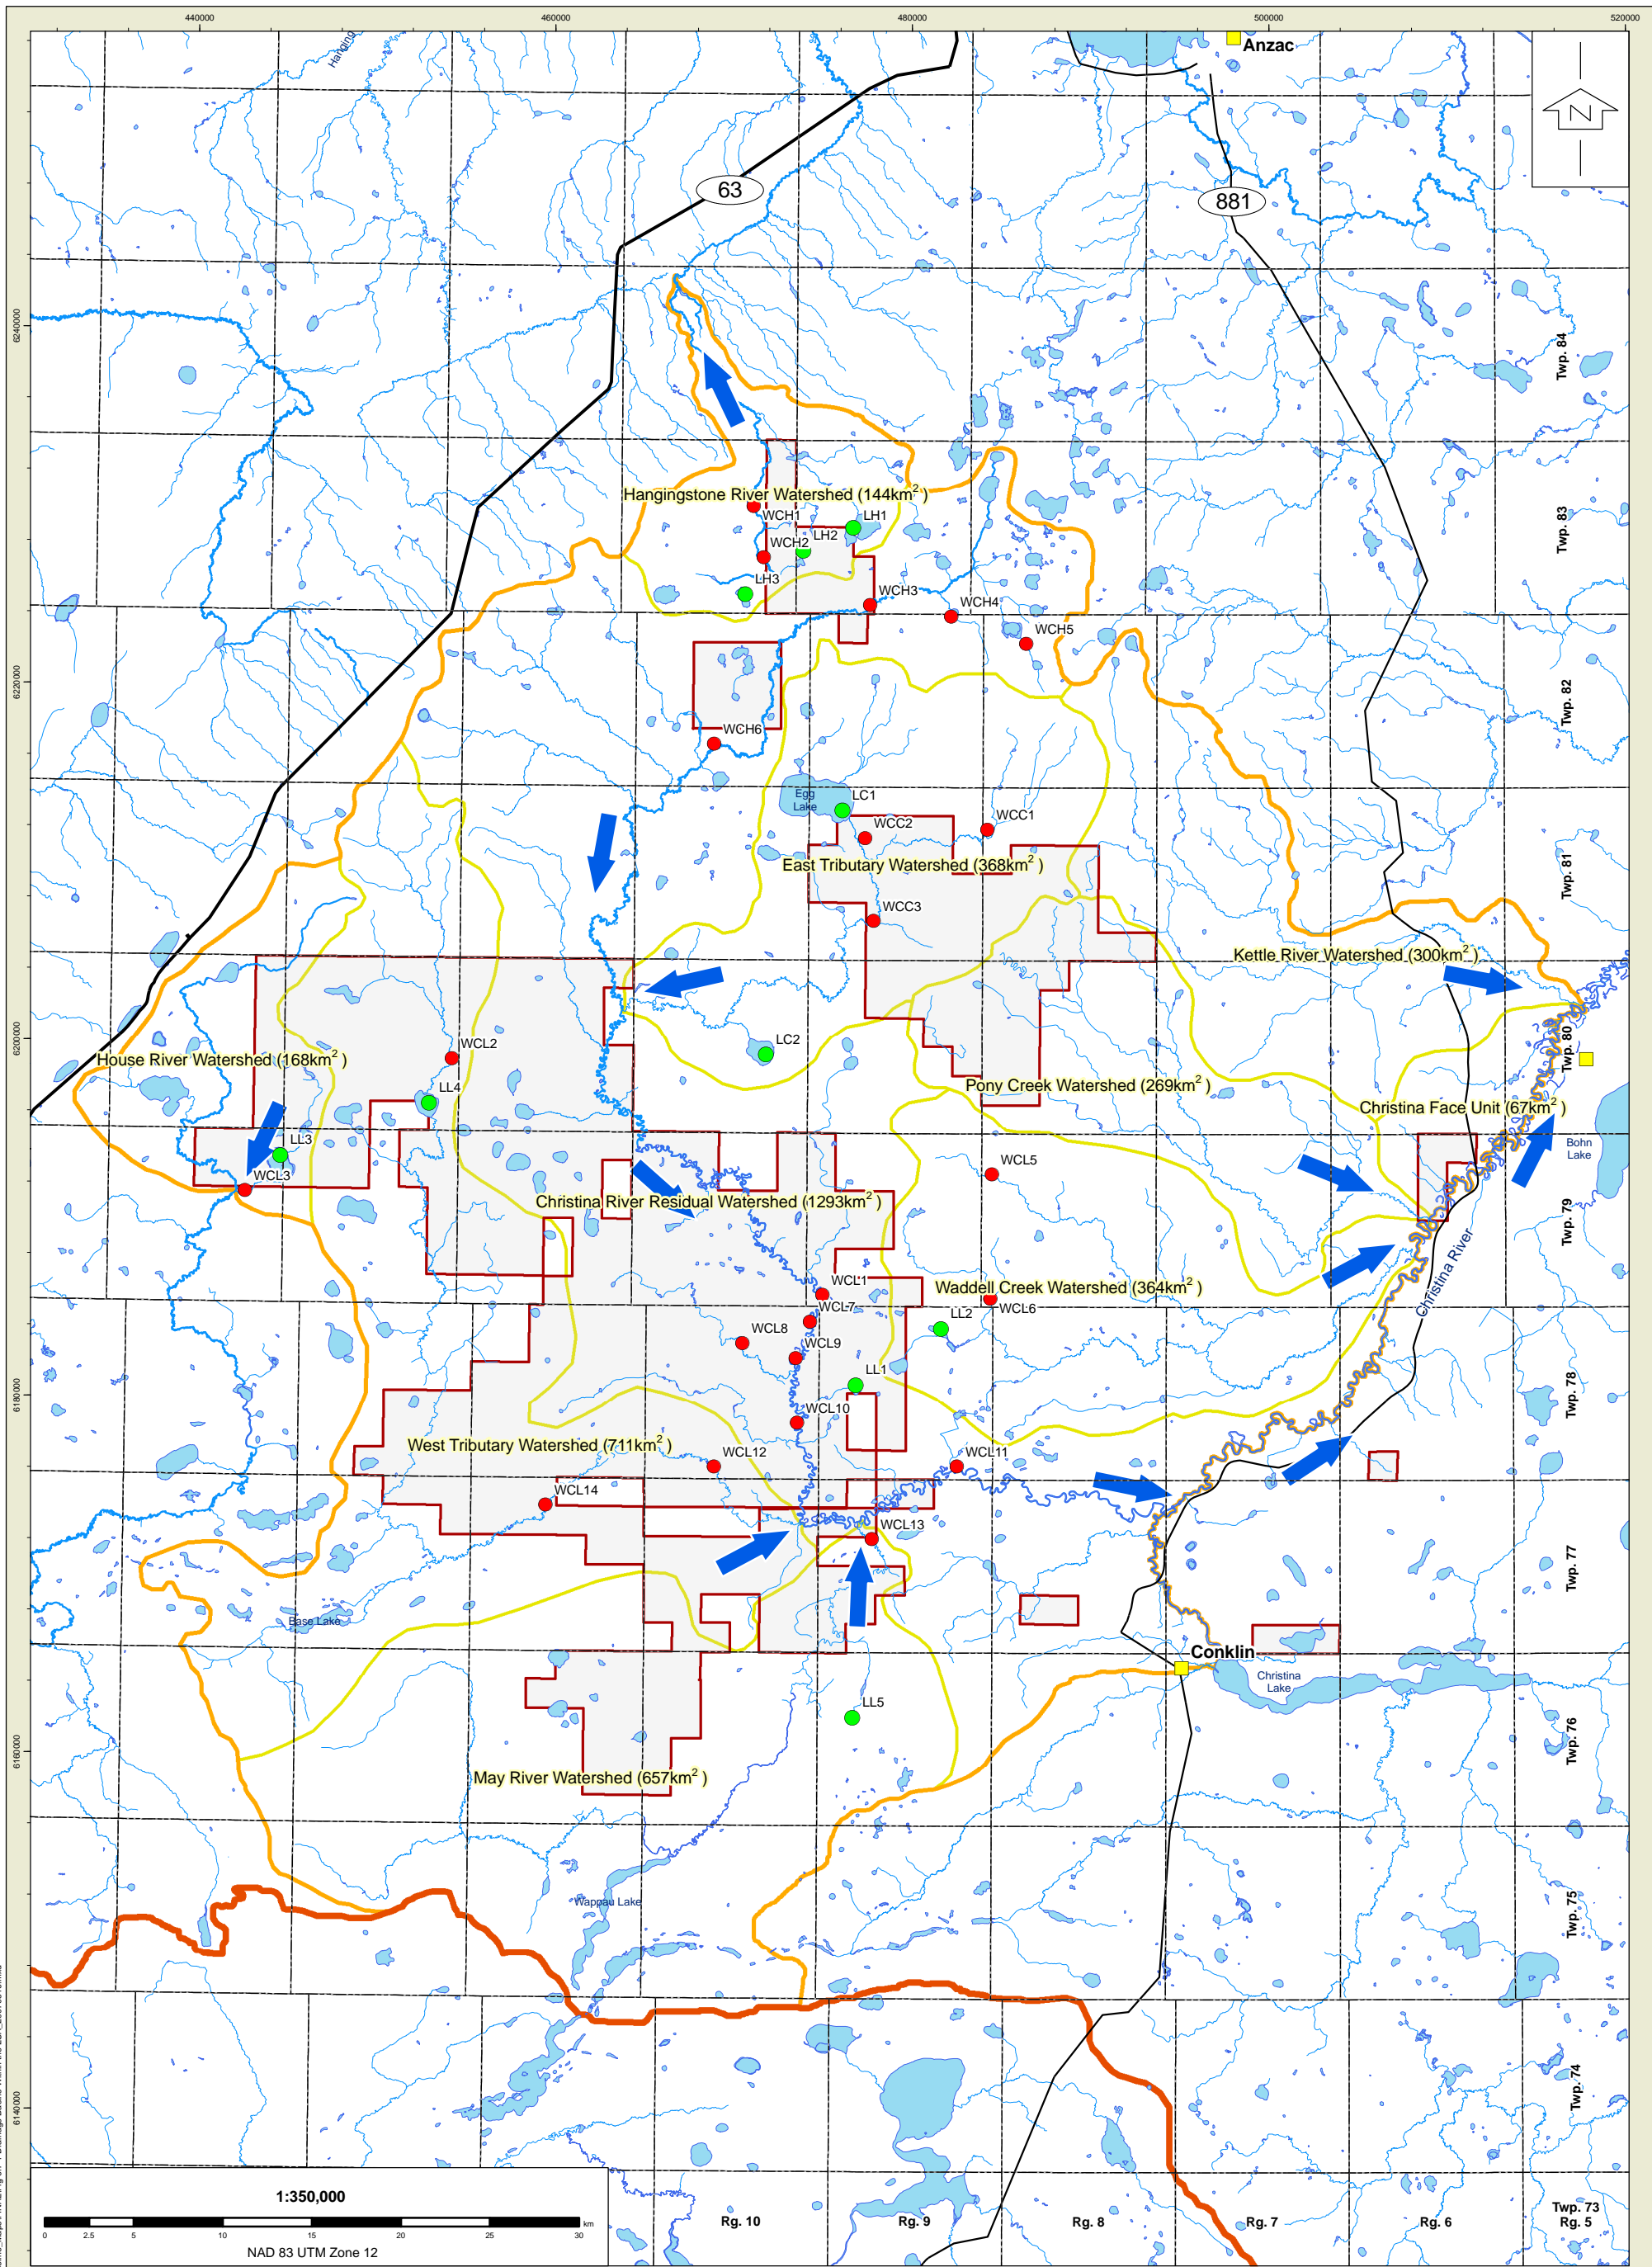 440000
460000
480000
500000
520000
Anzac
Hanging
63
881
6240000
Twp. 84
Hangingstone River Watershed (144km2)
WCH1
LH1
LH2
WCH2
Twp. 83
LH3
WCH3
WCH4
WCH5
6220000
Twp. 82
WCH6
Egg
Lake
LC1
WCC1
WCC2
East Tributary Watershed (368km2)
Twp. 81
WCC3
Kettle River Watershed (300km2)
6200000
Twp. 80
WCL2
LC2
House River Watershed (168km2)
Pony Creek Watershed (269km2)
LL4
Christina Face Unit (67km2)
LL3
Bohn
Lake
WCL3
WCL5
Christina River Residual Watershed (1293km2)
Twp. 79
Christina River
WCL1
Waddell Creek Watershed (364km2)
WCL7
WCL6
LL2
WCL8
WCL9
LL1
6180000
Twp. 78
WCL10
West Tributary Watershed (711km2)
WCL12
WCL11
WCL14
WCL13
Twp. 77
Base Lake
Conklin
Christina
Lake
LL5
6160000
Twp. 76
May River Watershed (657km2)
Wappau Lake
Twp. 75
6140000
Twp. 74
1:350,000
0 2.5 5 10 15 20 25 30 km
NAD 83 UTM Zone 12
Twp. 73
Rg. 10 Rg. 9 Rg. 8 Rg. 7 Rg. 6 Rg. 5
N